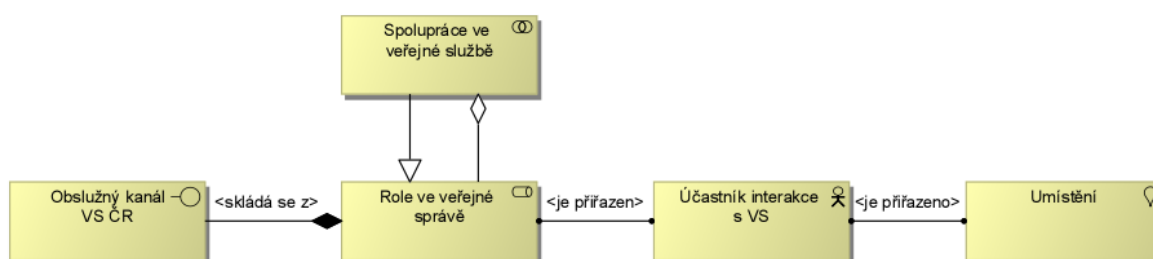 Spolupráce ve
veřejné službě
Obslužný kanál
VS ČR
<skládá se z>
Role ve veřejné
správě
<je přiřazen>
Účastník interakce
s VS
<je přiřazeno>
Umístění